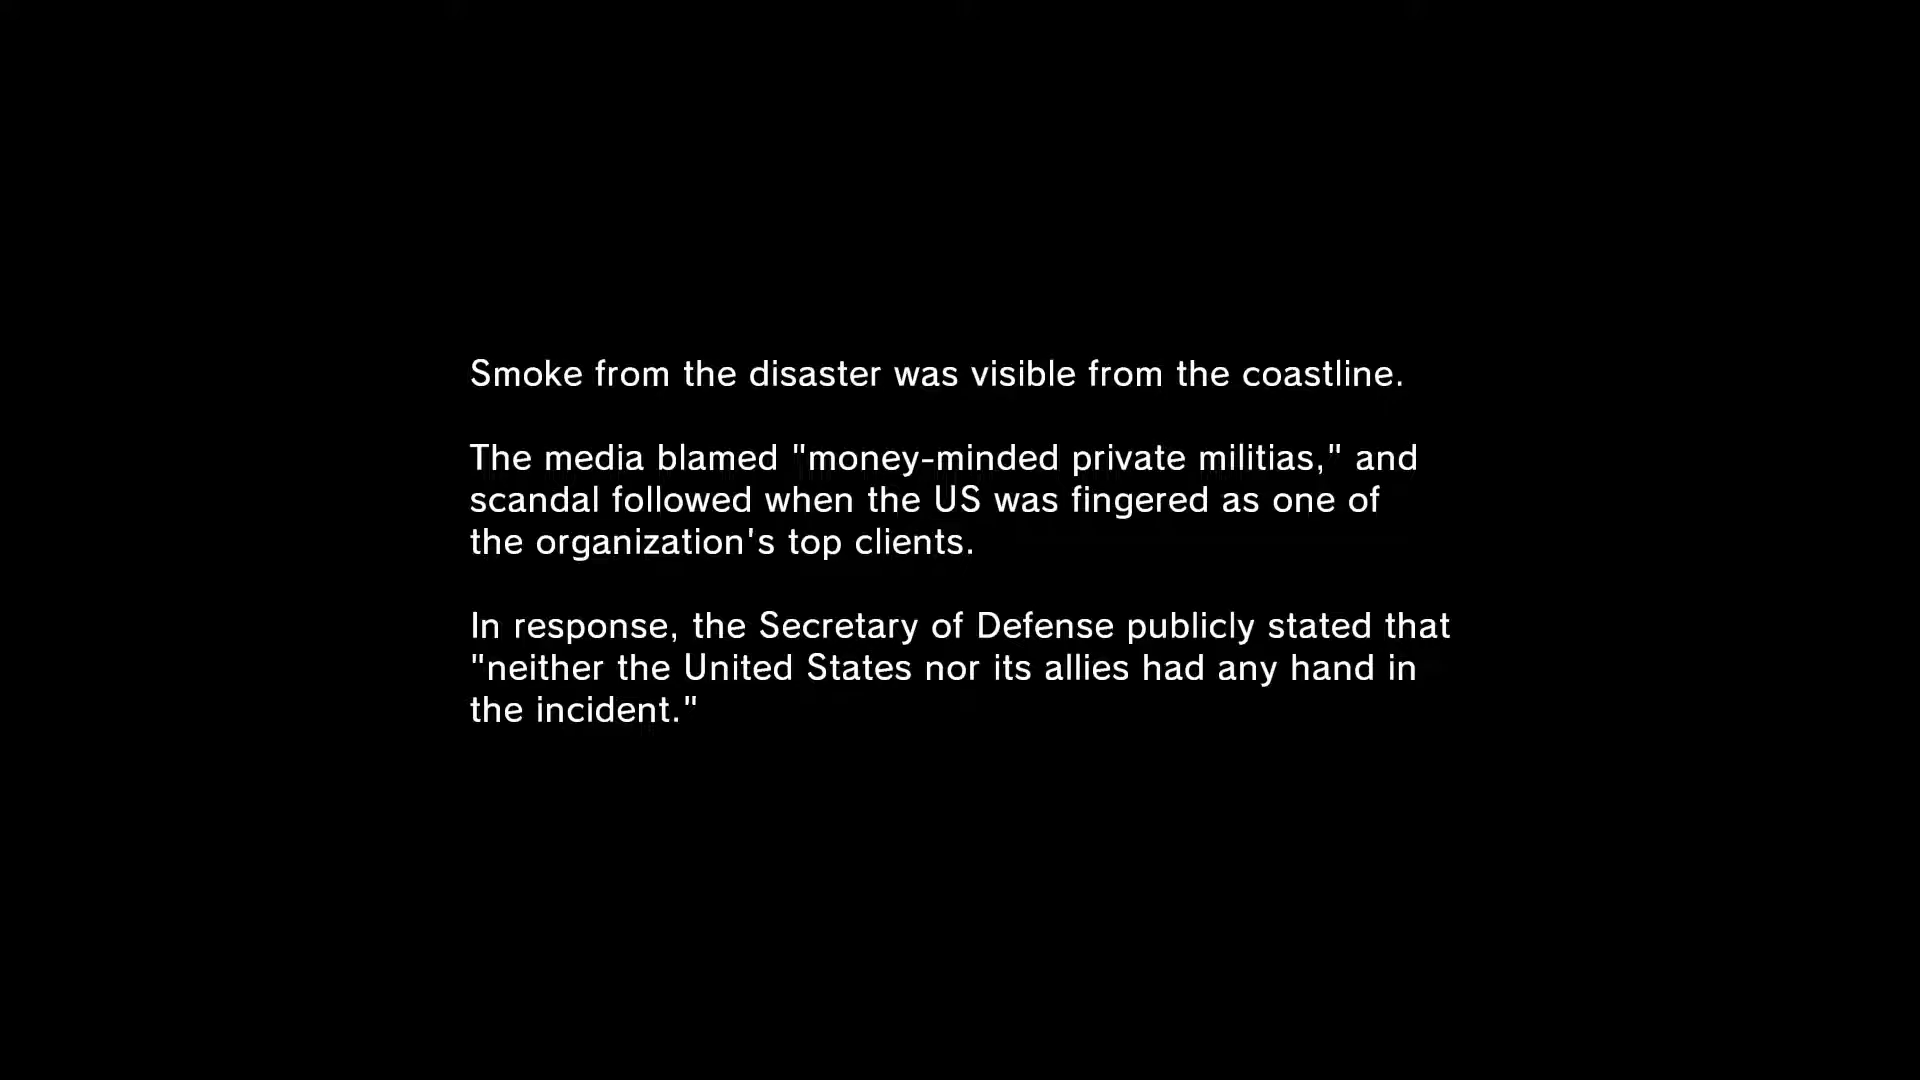 Smoke from the disaster was visible from the coastline.
The media blamed "money-minded private militias," and
scandal followed when the US was fingered as one of
the organization's top clients.
In response, the Secretary of Defense publicly stated that
"neither the United States nor its allies had any hand in
the incident."